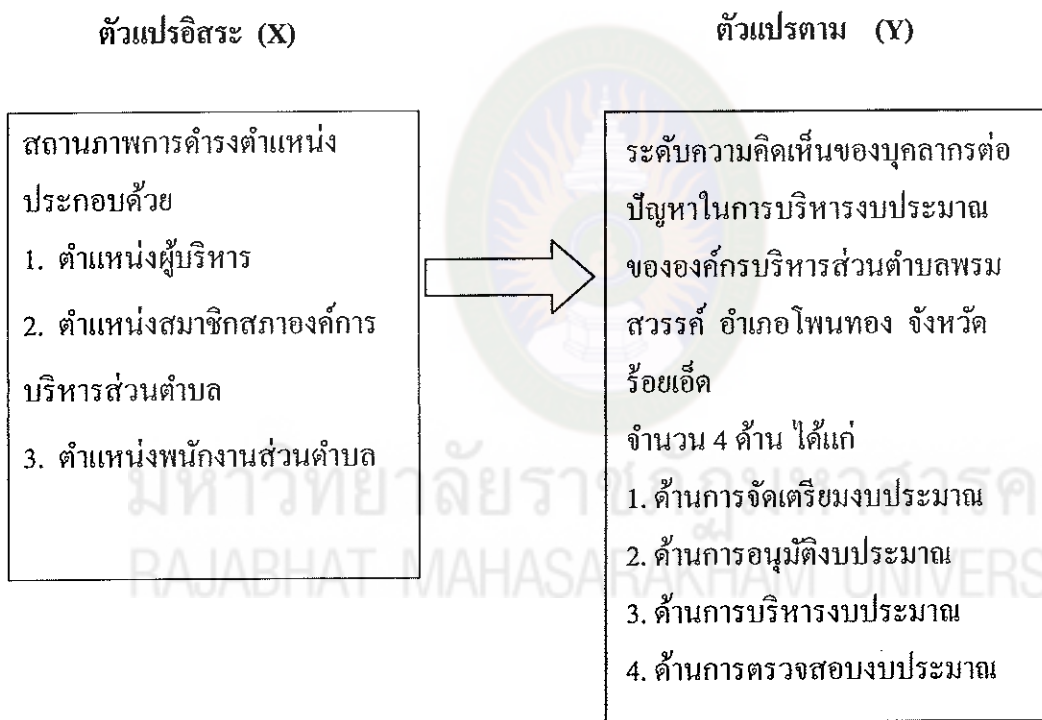 ตัวแปรอิสระ (X)
ตัวแปรตาม (Y)
สถานภาพการดำรงตำแหน่ง
ประกอบด้วย
1. ตำแหน่งผู้บริหาร
2. ตำแหน่งสมาชิกสภาองค์การ
บริหารส่วนตำบล
3. ตำแหน่งพนักงานส่วนตำบล
ระดับความคิดเห็นของบุคลากรต่อ
ปัญหาในการบริหารงบประมาณ
ขององค์กรบริหารส่วนตำบลพรม
สวรรค์ อำเภอโพนทอง จังหวัด
ร้อยเอ็ด
จำนวน 4 ด้าน ได้แก่
1. ด้านการจัดเตรียมงบประมาณ
2. ด้านการอนุมัติงบประมาณ
3. ด้านการบริหารงบประมาณ
4. ด้านการตรวจสอบงบประมาณ
มหาวิทยาลัยราชภัฏมหาสารค
RAJABHAT MAHASARAKHAM UNIVERS